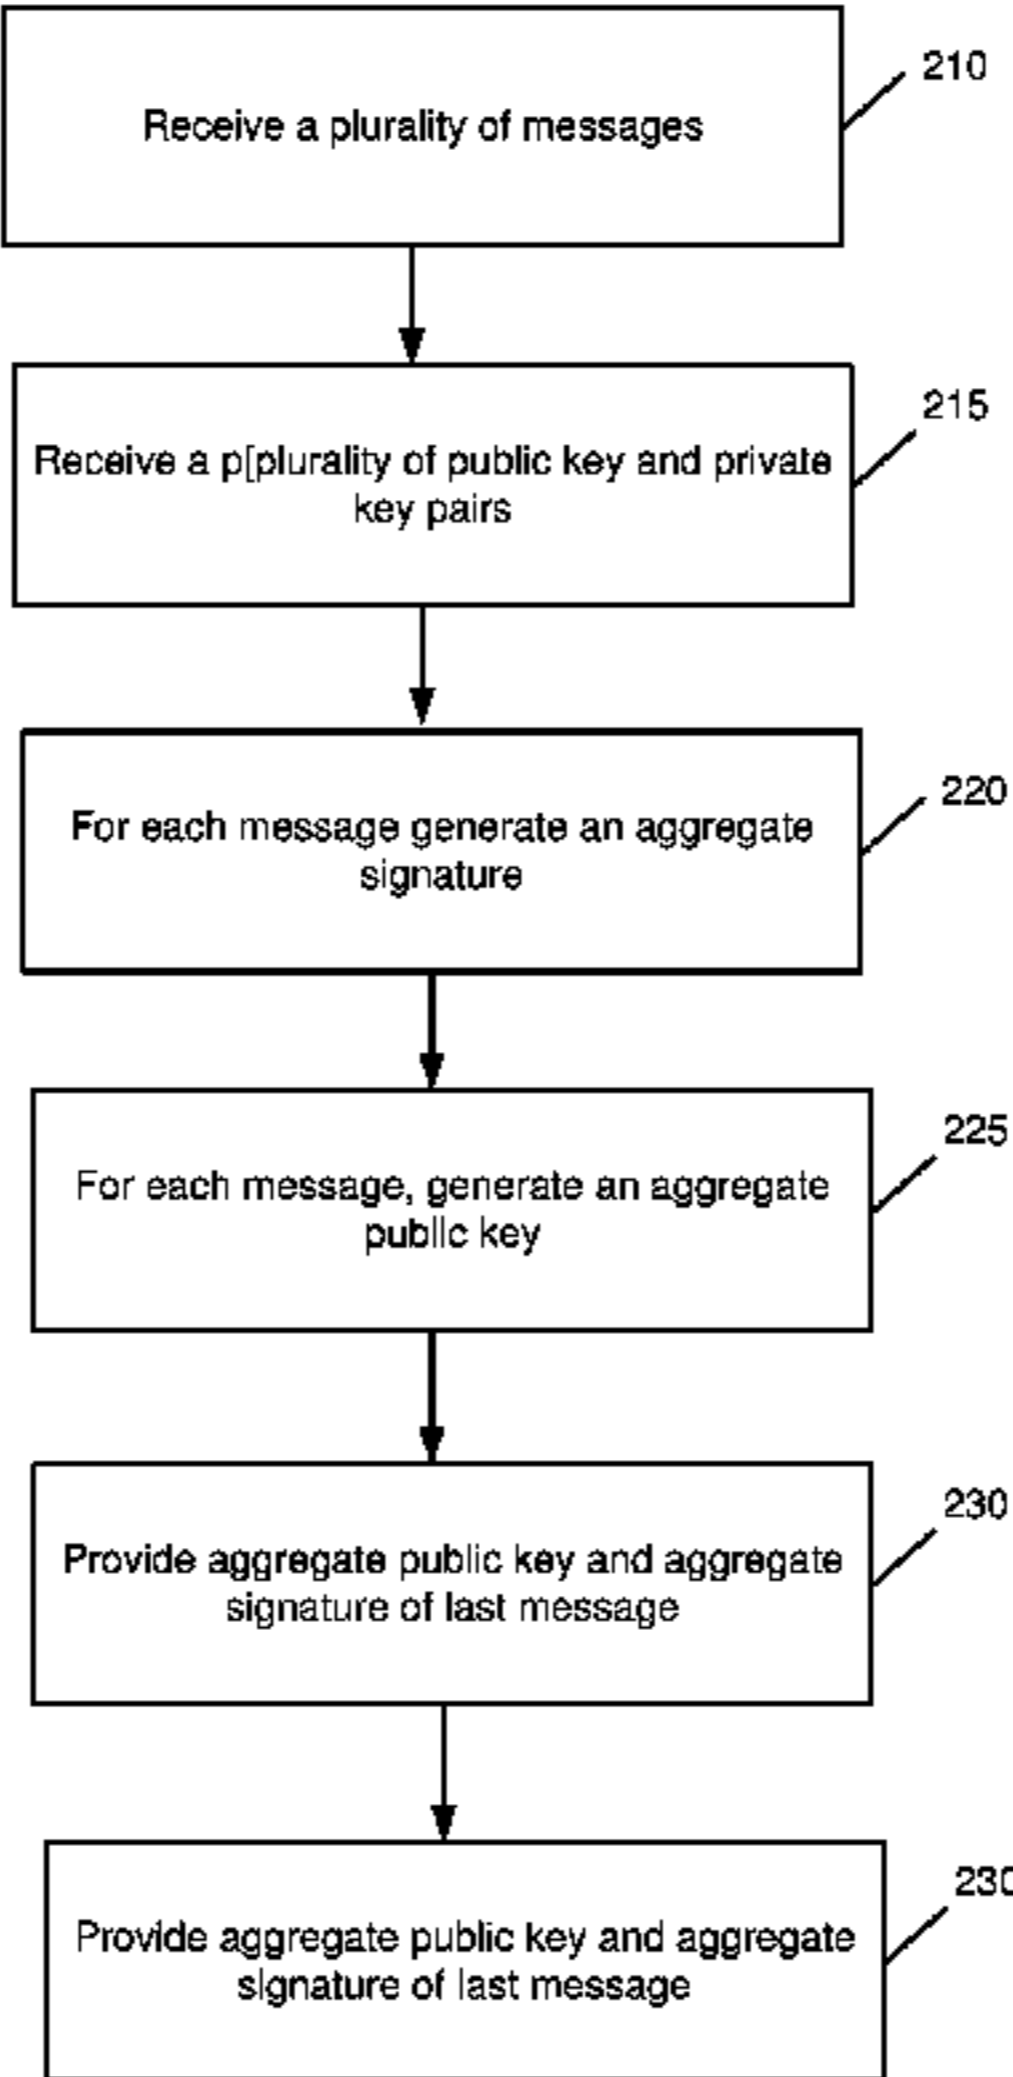 210
Receive a plurality of messages
215
Receive a p[plurality of public key and private
key pairs
220
For each message generate an aggregate
signature
225
For each message, generate an aggregate
public key
230
Provide aggregate public key and aggregate
signature of last message
230
Provide aggregate public key and aggregate
signature of last message